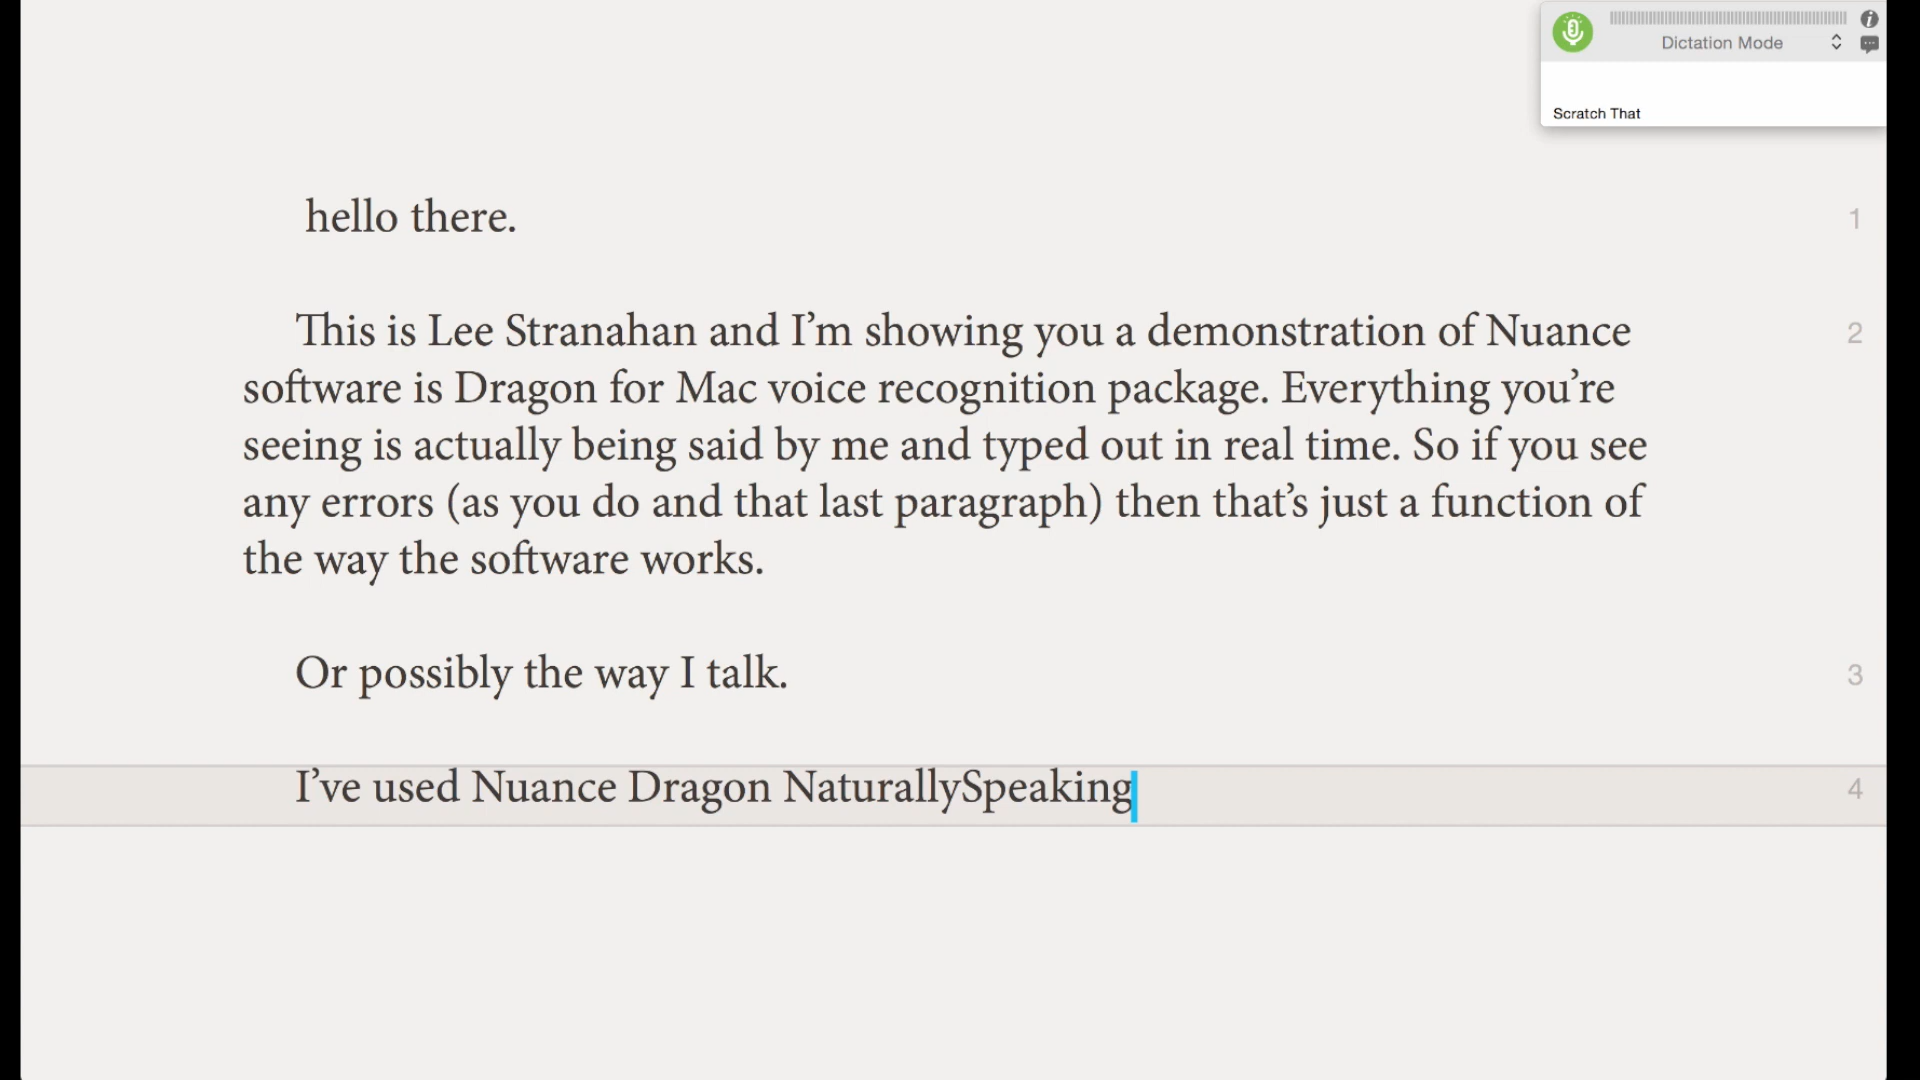 Dictation Mode
Scratch That
hello there.
1
This is Lee Stranahan and I’m showing you a demonstration of Nuance
2
software is Dragon for Mac voice recognition package. Everything you’re
seeing is actually being said by me and typed out in real time. So if you see
any errors (as you do and that last paragraph) then that’s just a function of
the way the software works.
Or possibly the way I talk.
3
I’ve used Nuance Dragon NaturallySpeaking
4